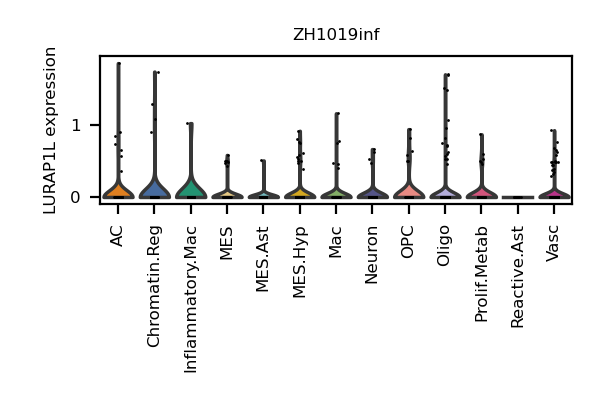 ZH1019inf
LURAP1L expression
1
0
AC
Chromatin.Reg
Inflammatory.Mac
MES
MES.Ast
MES.Hyp
Mac
Neuron
OPC
Oligo
Prolif.Metab
Reactive.Ast
Vasc